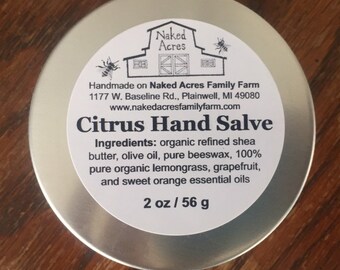 Naked
Acres
Handmade on Naked Acres Family Farm
1177 W. Baseline Rd., Plainwell, MI 49080
www.nakedacresfamilyfarm.com
Citrus Hand Salve
Ingredients: organic refined shea
butter, olive oil, pure beeswax, 100%
pure organic lemongrass, grapefruit,
and sweet orange essential oils
2 oz / 56 g